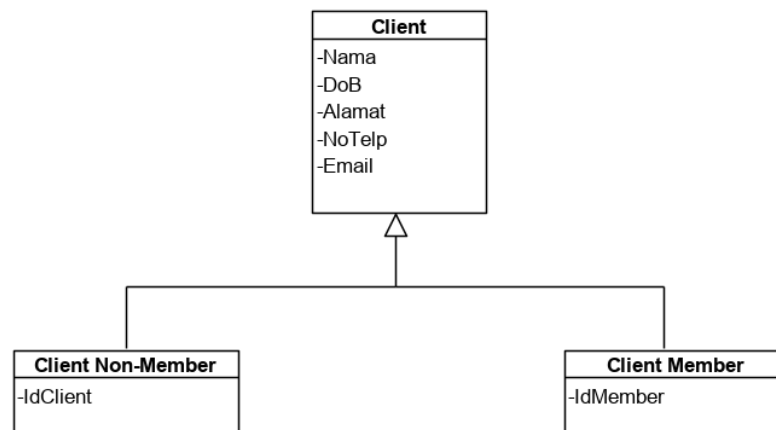 Client
-Nama
-DoB
-Alamat
-NoTelp
-Email
Client Non-Member
-IdClient
Client Member
-IdMember